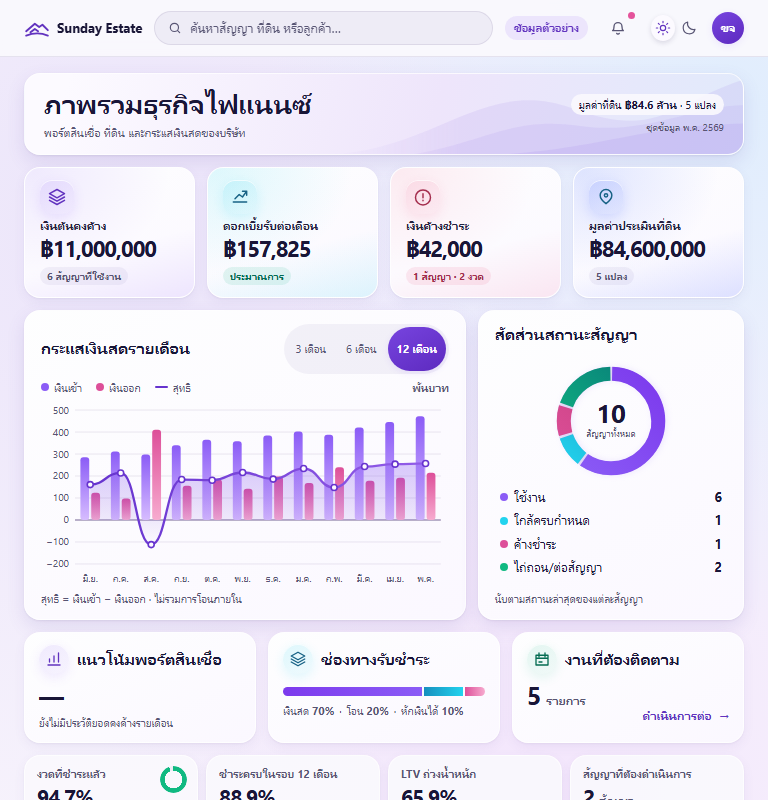 Sunday Estate
ค้นหาสัญญา ที่ดิน หรือลูกค้า...
ข้อมูลตัวอย่าง
ขจ
ภาพรวมธุรกิจไฟแนนซ์
พอร์ตสินเชื่อ ที่ดิน และกระแสเงินสดของบริษัท
มูลค่าที่ดิน ฿84.6 ล้าน · 5 แปลง
ชุดข้อมูล พ.ค. 2569
เงินต้นคงค้าง
฿11,000,000
6 สัญญาที่ใช้งาน
ดอกเบี้ยรับต่อเดือน
฿157,825
ประมาณการ
เงินค้างชำระ
฿42,000
1 สัญญา · 2 งวด
มูลค่าประเมินที่ดิน
฿84,600,000
5 แปลง
กระแสเงินสดรายเดือน
3 เดือน 6 เดือน 12 เดือน
เงินเข้า เงินออก สุทธิ
พันบาท
500
400
300
200
100
0
−100
−200
มิ.ย. ก.ค. ส.ค. ก.ย. ต.ค. พ.ย. ธ.ค. ม.ค. ก.พ. มี.ค. เม.ย. พ.ค.
สุทธิ = เงินเข้า − เงินออก · ไม่รวมการโอนภายใน
สัดส่วนสถานะสัญญา
10
สัญญาทั้งหมด
ใช้งาน 6
ใกล้ครบกำหนด 1
ค้างชำระ 1
ไถ่ถอน/ต่อสัญญา 2
นับตามสถานะล่าสุดของแต่ละสัญญา
แนวโน้มพอร์ตสินเชื่อ
—
ยังไม่มีประวัติยอดคงค้างรายเดือน
ช่องทางรับชำระ
เงินสด 70% · โอน 20% · หักเงินได้ 10%
งานที่ต้องติดตาม
5 รายการ
ดำเนินการต่อ →
งวดที่ชำระแล้ว
94.7%
ชำระครบในรอบ 12 เดือน
88.9%
LTV ถ่วงน้ำหนัก
65.9%
สัญญาที่ต้องดำเนินการ
2 สัญญา